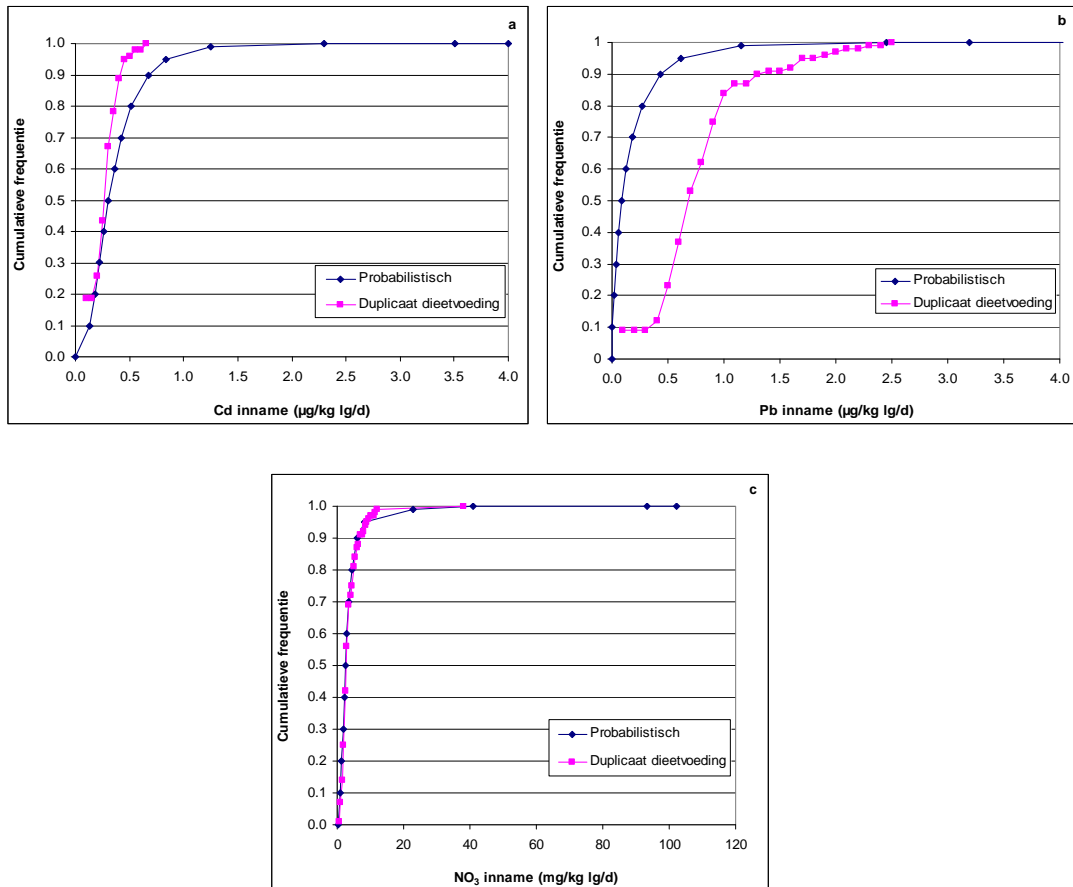 a
Cumulatieve frequentie
1.0
0.9
0.8
0.7
0.6
0.5
0.4
0.3
0.2
0.1
0.0
Probabilistisch
Duplicaat dieetvoeding
0.0 0.5 1.0 1.5 2.0 2.5 3.0 3.5 4.0
Cd inname (µg/kg lg/d)
b
Cumulatieve frequentie
1
0.9
0.8
0.7
0.6
0.5
0.4
0.3
0.2
0.1
0
Probabilistisch
Duplicaat dieetvoeding
0.0 0.5 1.0 1.5 2.0 2.5 3.0 3.5 4.0
Pb inname (µg/kg lg/d)
c
Cumulatieve frequentie
1.0
0.9
0.8
0.7
0.6
0.5
0.4
0.3
0.2
0.1
0.0
Probabilistisch
Duplicaat dieetvoeding
0 20 40 60 80 100 120
NO₃ inname (mg/kg lg/d)